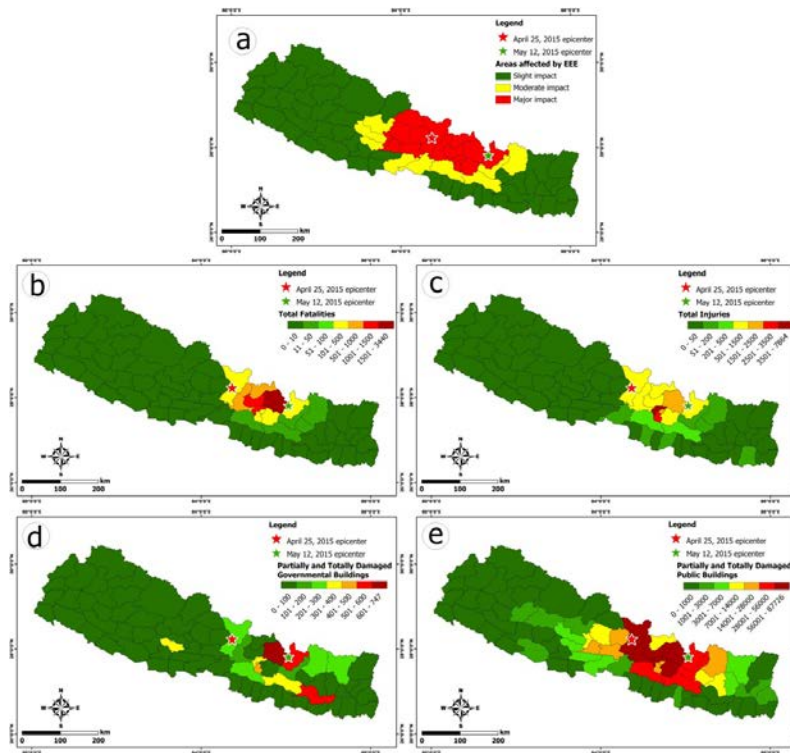 a
Legend
April 25, 2015 epicenter
May 12, 2015 epicenter
Areas affected by EEE
Slight impact
Moderate impact
Major impact
N
W E
S
0 100 200
km
b
Legend
April 25, 2015 epicenter
May 12, 2015 epicenter
Total Fatalities
0 - 10
11 - 50
51 - 100
101 - 500
501 - 1000
1001 - 1500
1501 - 3440
N
W E
S
0 100 200
km
c
Legend
April 25, 2015 epicenter
May 12, 2015 epicenter
Total Injuries
0 - 50
51 - 200
201 - 500
501 - 1500
1501 - 2500
2501 - 3500
3501 - 7864
N
W E
S
0 100 200
km
d
Legend
April 25, 2015 epicenter
May 12, 2015 epicenter
Partially and Totally Damaged
Governmental Buildings
0 - 100
101 - 200
201 - 300
301 - 400
401 - 500
501 - 600
601 - 747
N
W E
S
0 100 200
km
e
Legend
April 25, 2015 epicenter
May 12, 2015 epicenter
Partially and Totally Damaged
Public Buildings
0 - 1000
1001 - 3000
3001 - 7000
7001 - 14000
14001 - 28000
28001 - 56000
56001 - 87726
N
W E
S
0 100 200
km